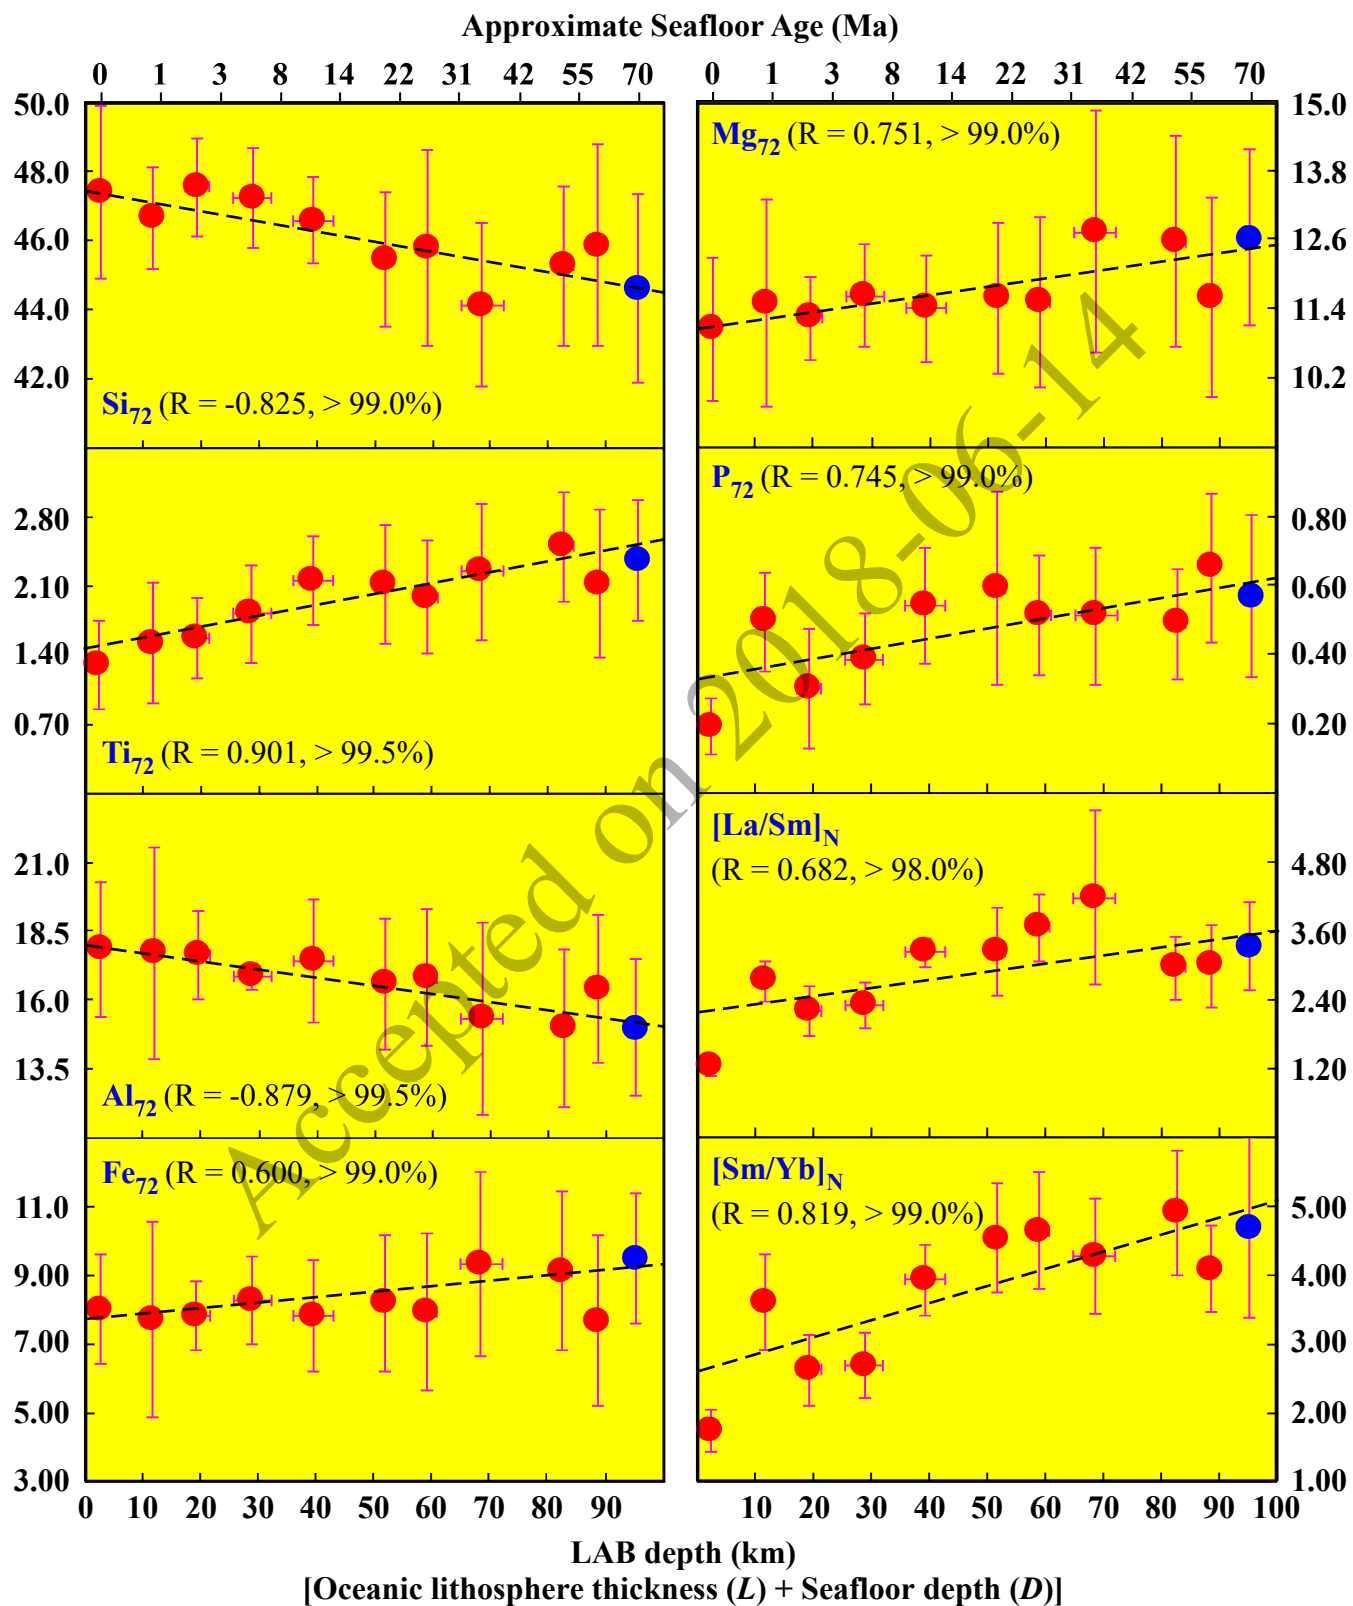 Approximate Seafloor Age (Ma)
0 1 3 8 14 22 31 42 55 70
0 1 3 8 14 22 31 42 55 70
50.0
48.0
46.0
44.0
42.0
Si72 (R = -0.825, > 99.0%)
Mg72 (R = 0.751, > 99.0%)
15.0
13.8
12.6
11.4
10.2
2.80
2.10
1.40
0.70
Ti72 (R = 0.901, > 99.5%)
P72 (R = 0.745, > 99.0%)
0.80
0.60
0.40
0.20
21.0
18.5
16.0
13.5
Al72 (R = -0.879, > 99.5%)
[La/Sm]N
(R = 0.682, > 98.0%)
4.80
3.60
2.40
1.20
Fe72 (R = 0.600, > 99.0%)
11.0
9.00
7.00
5.00
3.00
[Sm/Yb]N
(R = 0.819, > 99.0%)
5.00
4.00
3.00
2.00
1.00
0 10 20 30 40 50 60 70 80 90
10 20 30 40 50 60 70 80 90 100
LAB depth (km)
[Oceanic lithosphere thickness (L) + Seafloor depth (D)]
Accepted on 2018-06-14